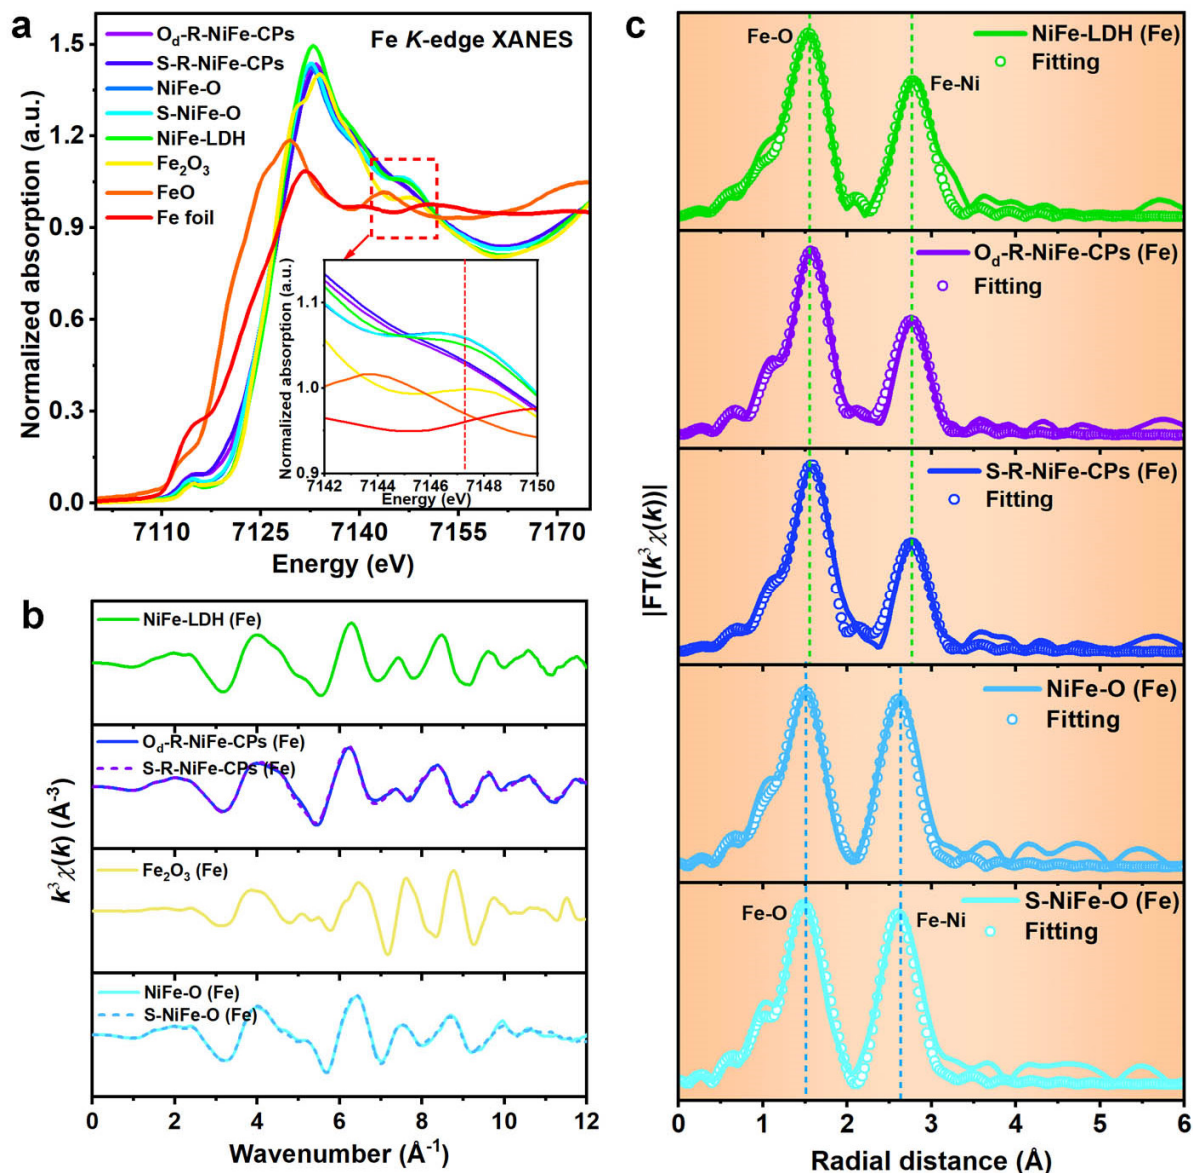 a
Fe K-edge XANES
O_d-R-NiFe-CPs
S-R-NiFe-CPs
NiFe-O
S-NiFe-O
NiFe-LDH
Fe₂O₃
FeO
Fe foil
Normalized absorption (a.u.)
1.5
1.2
0.9
0.6
0.3
0.0
7110 7125 7140 7155 7170
Energy (eV)
Normalized absorption (a.u.)
1.1
1.0
0.9
7142 7144 7146 7148 7150
Energy (eV)
b
NiFe-LDH (Fe)
O_d-R-NiFe-CPs (Fe)
S-R-NiFe-CPs (Fe)
Fe₂O₃ (Fe)
NiFe-O (Fe)
S-NiFe-O (Fe)
k³χ(k) (Å⁻³)
0 2 4 6 8 10 12
Wavenumber (Å⁻¹)
c
Fe-O
Fe-Ni
NiFe-LDH (Fe)
Fitting
O_d-R-NiFe-CPs (Fe)
Fitting
S-R-NiFe-CPs (Fe)
Fitting
NiFe-O (Fe)
Fitting
Fe-O
Fe-Ni
S-NiFe-O (Fe)
Fitting
|FT(k³χ(k))|
0 1 2 3 4 5 6
Radial distance (Å)